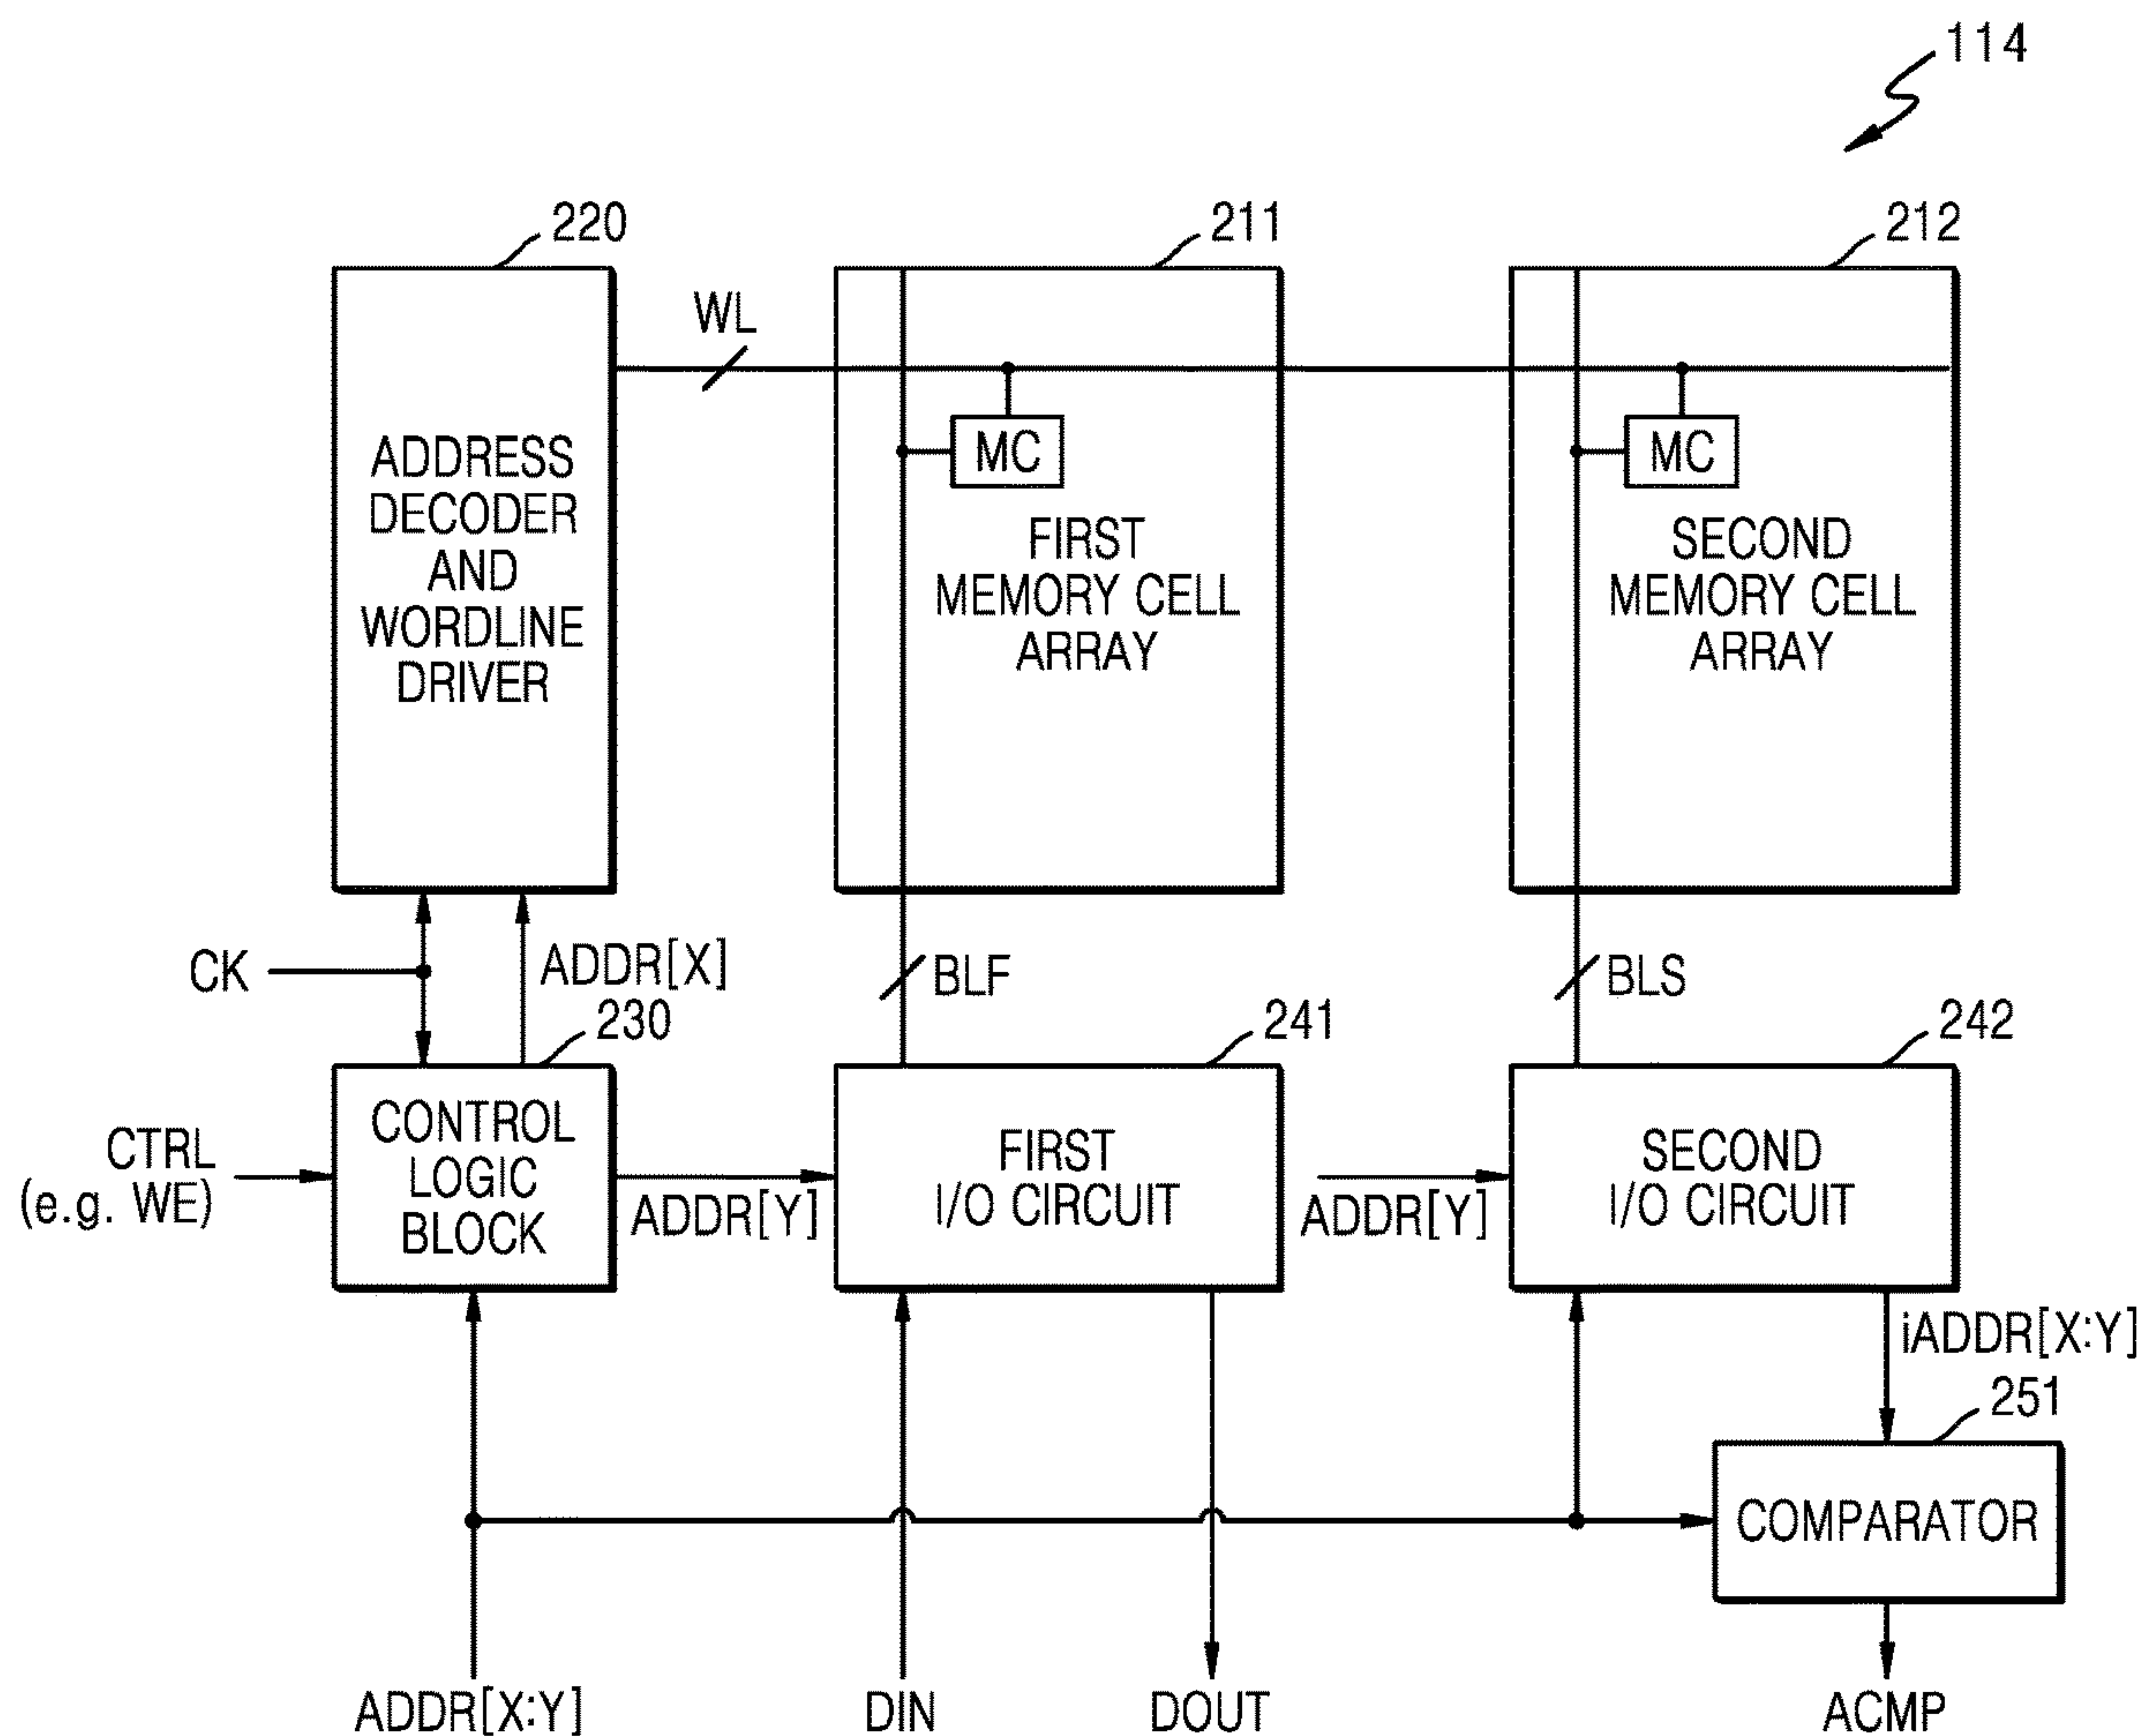 114
220
211
212
WL
MC
MC
ADDRESS
DECODER
AND
WORDLINE
DRIVER
FIRST
MEMORY CELL
ARRAY
SECOND
MEMORY CELL
ARRAY
CK
ADDR[X]
BLF
BLS
230
241
242
CTRL
(e.g. WE)
CONTROL
LOGIC
BLOCK
ADDR[Y]
FIRST
I/O CIRCUIT
ADDR[Y]
SECOND
I/O CIRCUIT
iADDR[X:Y]
251
COMPARATOR
ADDR[X:Y]
DIN
DOUT
ACMP